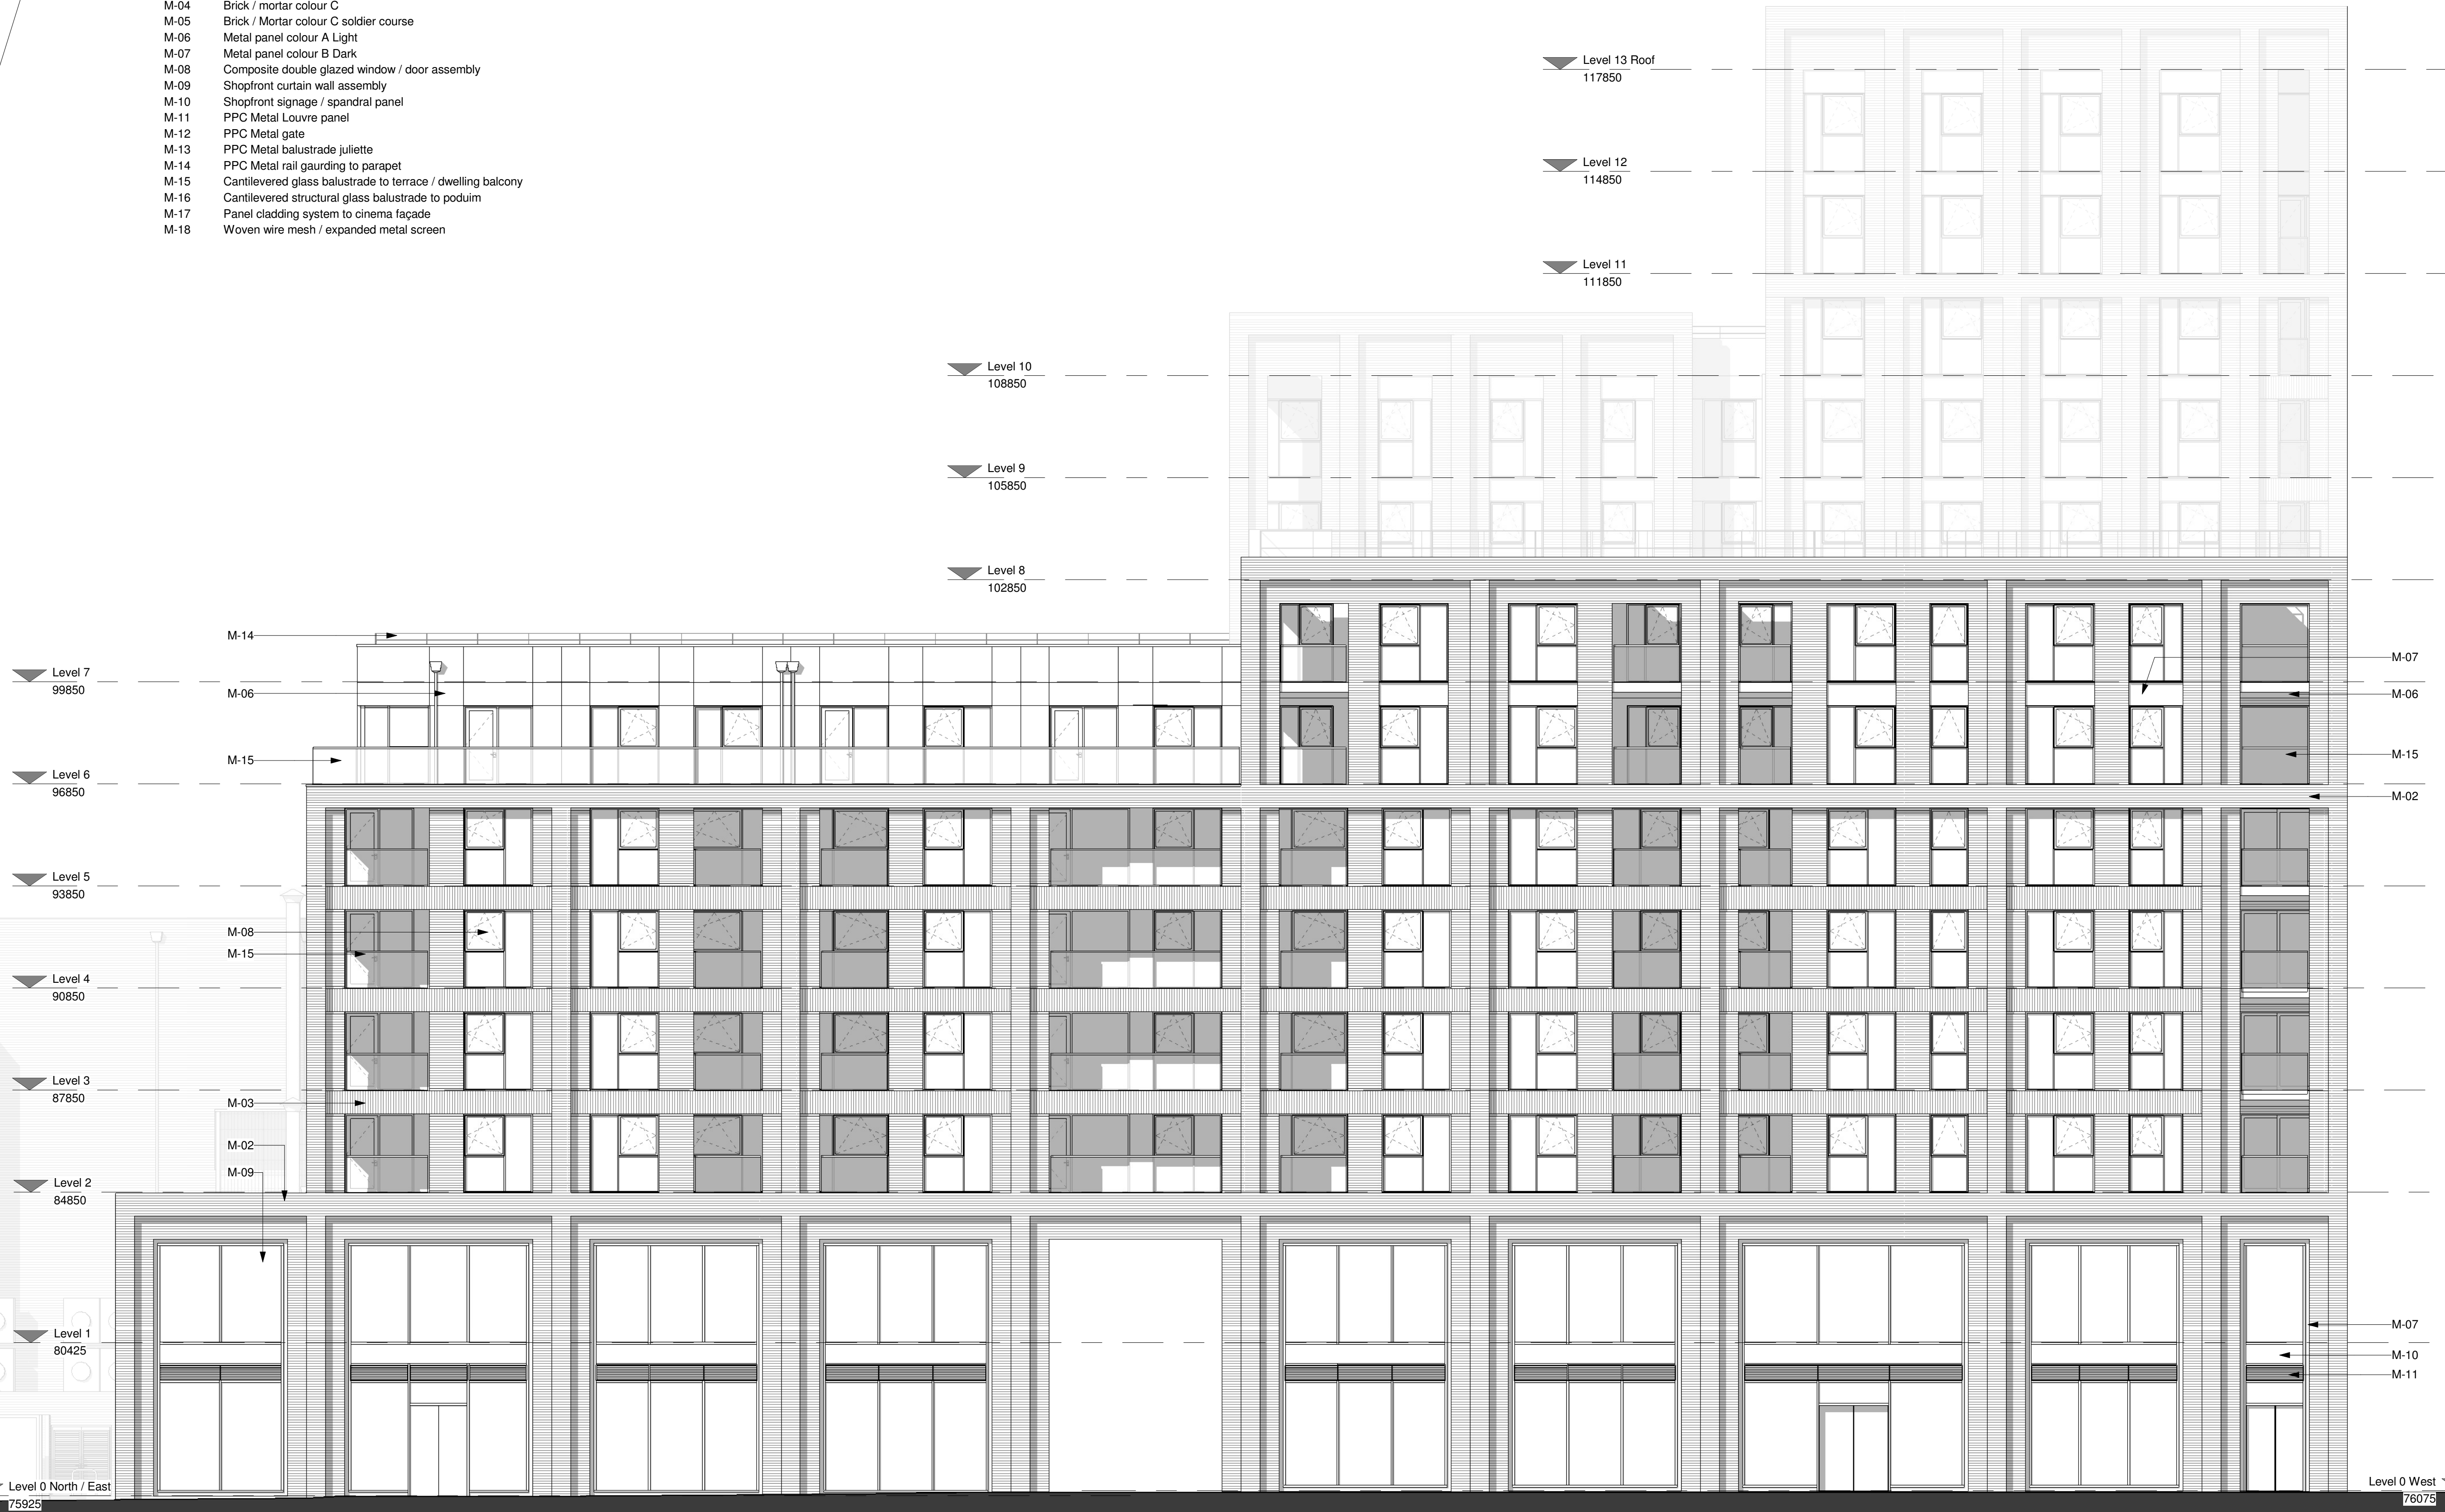 M-04 Brick / mortar colour C
M-05 Brick / Mortar colour C soldier course
M-06 Metal panel colour A Light
M-07 Metal panel colour B Dark
M-08 Composite double glazed window / door assembly
M-09 Shopfront curtain wall assembly
M-10 Shopfront signage / spandral panel
M-11 PPC Metal Louvre panel
M-12 PPC Metal gate
M-13 PPC Metal balustrade juliette
M-14 PPC Metal rail gaurding to parapet
M-15 Cantilevered glass balustrade to terrace / dwelling balcony
M-16 Cantilevered structural glass balustrade to poduim
M-17 Panel cladding system to cinema façade
M-18 Woven wire mesh / expanded metal screen
Level 13 Roof
117850
Level 12
114850
Level 11
111850
Level 10
108850
Level 9
105850
Level 8
102850
M-14
Level 7
99850
M-06
M-15
Level 6
96850
Level 5
93850
M-08
M-15
Level 4
90850
Level 3
87850
M-03
M-02
M-09
Level 2
84850
Level 1
80425
Level 0 North / East
75925
M-07
M-06
M-15
M-02
M-07
M-10
M-11
Level 0 West
76075